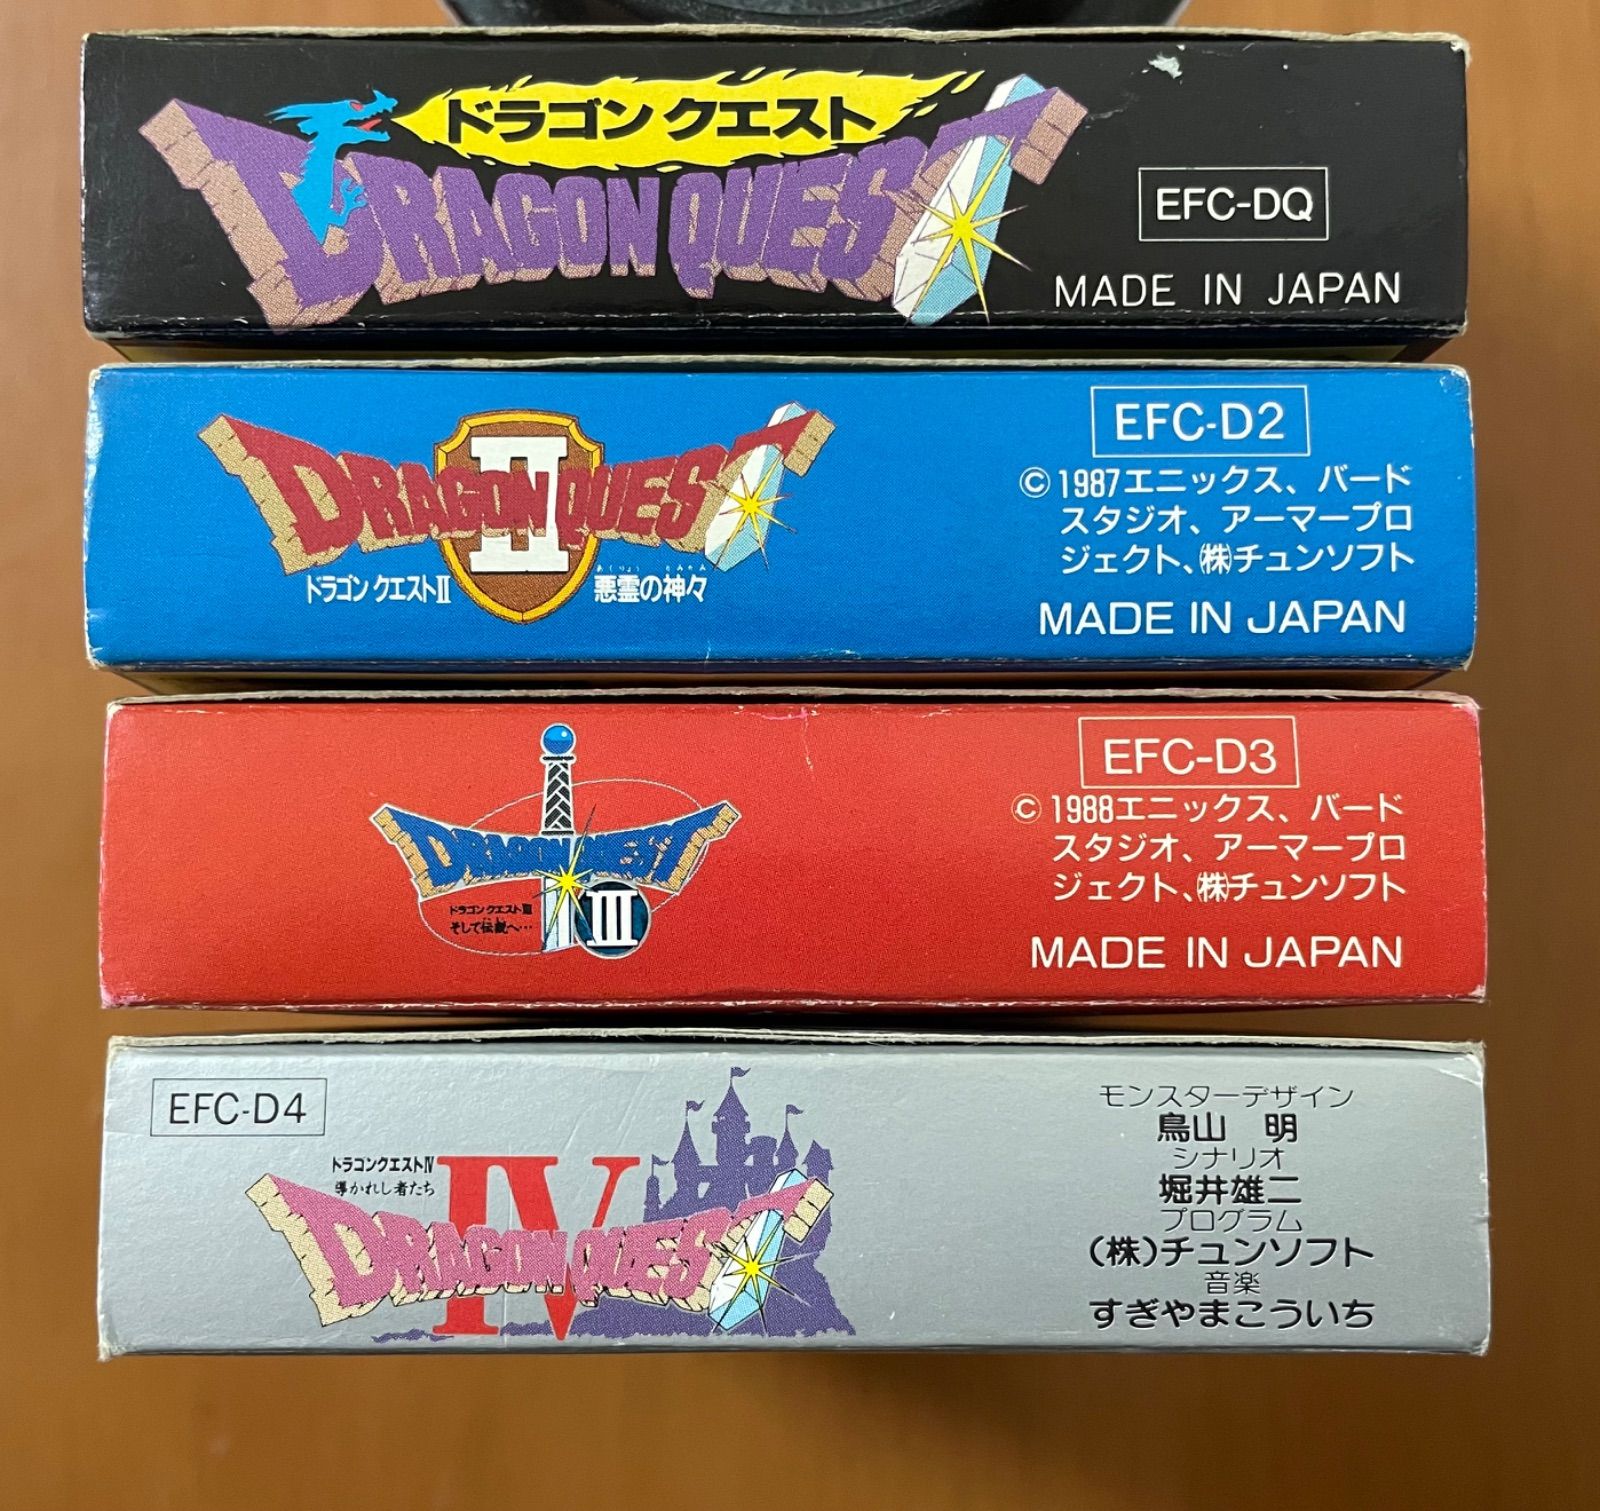 ドラゴン クエスト
DRAGON QUEST
EFC-DQ
MADE IN JAPAN
DRAGON QUEST
II
ドラゴン クエストII
あくりょう かみがみ
悪霊の神々
EFC-D2
©1987エニックス、バード
スタジオ、アーマープロ
ジェクト、㈱チュンソフト
MADE IN JAPAN
DRAGON QUEST
III
ドラゴン クエストIII
そして伝説へ…
EFC-D3
©1988エニックス、バード
スタジオ、アーマープロ
ジェクト、㈱チュンソフト
MADE IN JAPAN
EFC-D4
ドラゴンクエストIV
導かれし者たち
IV
DRAGON QUEST
モンスターデザイン
鳥山 明
シナリオ
堀井雄二
プログラム
(株)チュンソフト
音楽
すぎやまこういち